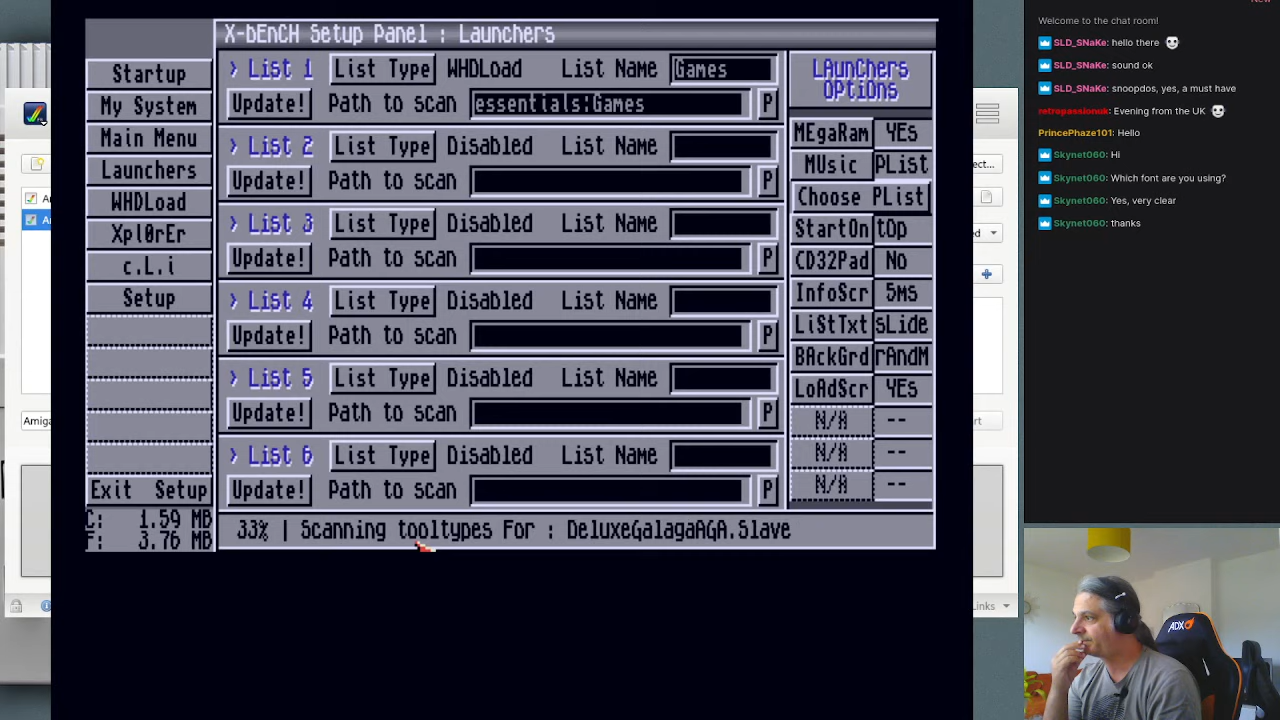 X-bEnCH Setup Panel : Launchers
Startup
My System
Main Menu
Launchers
WHDLoad
Xpl0rEr
c.L.i
Setup
Exit Setup
C: 1.59 MB
F: 3.76 MB
> List 1 List Type WHDLoad List Name Games
Update! Path to scan essentials:Games P
> List 2 List Type Disabled List Name
Update! Path to scan P
> List 3 List Type Disabled List Name
Update! Path to scan P
> List 4 List Type Disabled List Name
Update! Path to scan P
> List 5 List Type Disabled List Name
Update! Path to scan P
> List 6 List Type Disabled List Name
Update! Path to scan P
33% | Scanning tooltypes For : DeluxeGalagaAGA.Slave
LAunChers
OPtiOns
MEgaRam YEs
MUsic PList
Choose PList
StartOn tOp
CD32Pad No
InfoScr 5ms
LiStTxt sLide
BAckGrd rAndM
LoAdScr YEs
N/A --
N/A --
N/A --
Amiga
Links
Welcome to the chat room!
SLD_SNaKe: hello there
SLD_SNaKe: sound ok
SLD_SNaKe: snoopdos, yes, a must have
retropassionuk: Evening from the UK
PrincePhaze101: Hello
Skynet060: Hi
Skynet060: Which font are you using?
Skynet060: Yes, very clear
Skynet060: thanks
ADX